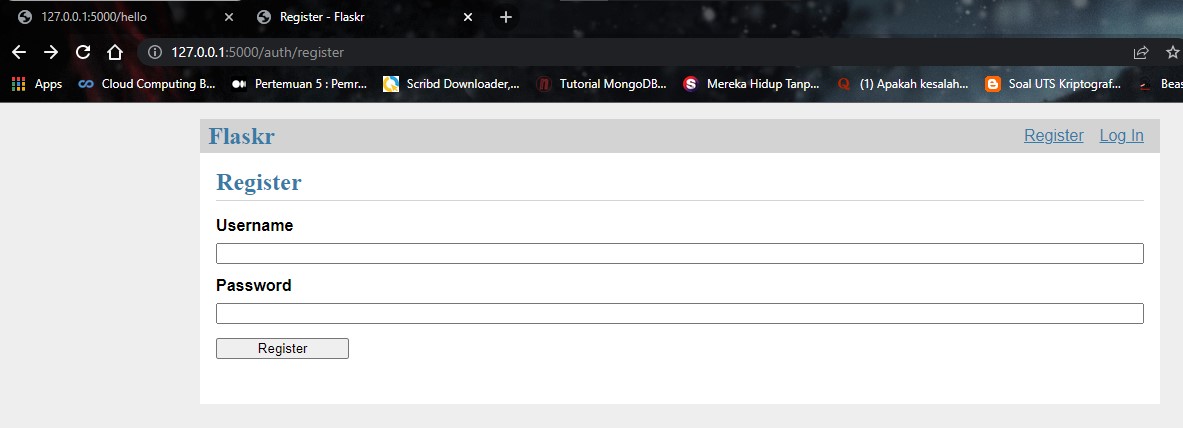 127.0.0.1:5000/hello
Register - Flaskr
127.0.0.1:5000/auth/register
Apps Cloud Computing B... Pertemuan 5 : Pemr... Scribd Downloader,... Tutorial MongoDB... Mereka Hidup Tanp... (1) Apakah kesalah... Soal UTS Kriptograf... Beas
Flaskr Register Log In
Register
Username
Password
Register